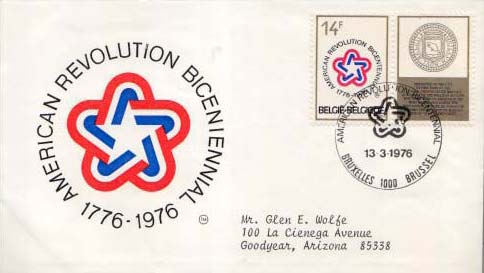 AMERICAN REVOLUTION BICENTENNIAL
1776-1976
TM
14F
AMERICAN REVOLUTION BICENTENNIAL
1776-1976
BELGIE-BELGIQUE
AMERICAN REVOLUTION BICENTENNIAL
13-3-1976
BRUXELLES 1000 BRUSSEL
Mr. Glen E. Wolfe
100 La Cienega Avenue
Goodyear, Arizona 85338